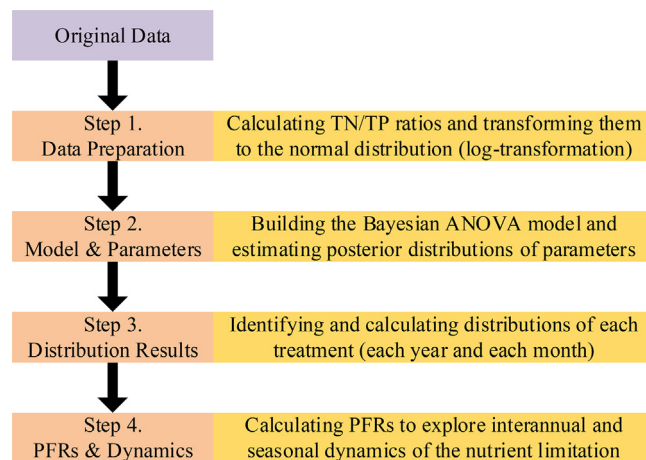 Original Data
Step 1.
Data Preparation
Calculating TN/TP ratios and transforming them
to the normal distribution (log-transformation)
Step 2.
Model & Parameters
Building the Bayesian ANOVA model and
estimating posterior distributions of parameters
Step 3.
Distribution Results
Identifying and calculating distributions of each
treatment (each year and each month)
Step 4.
PFRs & Dynamics
Calculating PFRs to explore interannual and
seasonal dynamics of the nutrient limitation